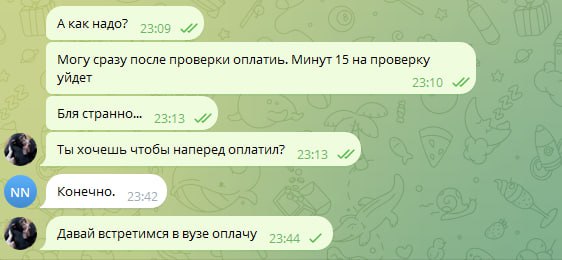 А как надо? 23:09
Могу сразу после проверки оплатиь. Минут 15 на проверку
уйдет 23:10
Бля странно... 23:13
Ты хочешь чтобы наперед оплатил? 23:13
NN
Конечно. 23:42
Давай встретимся в вузе оплачу 23:44